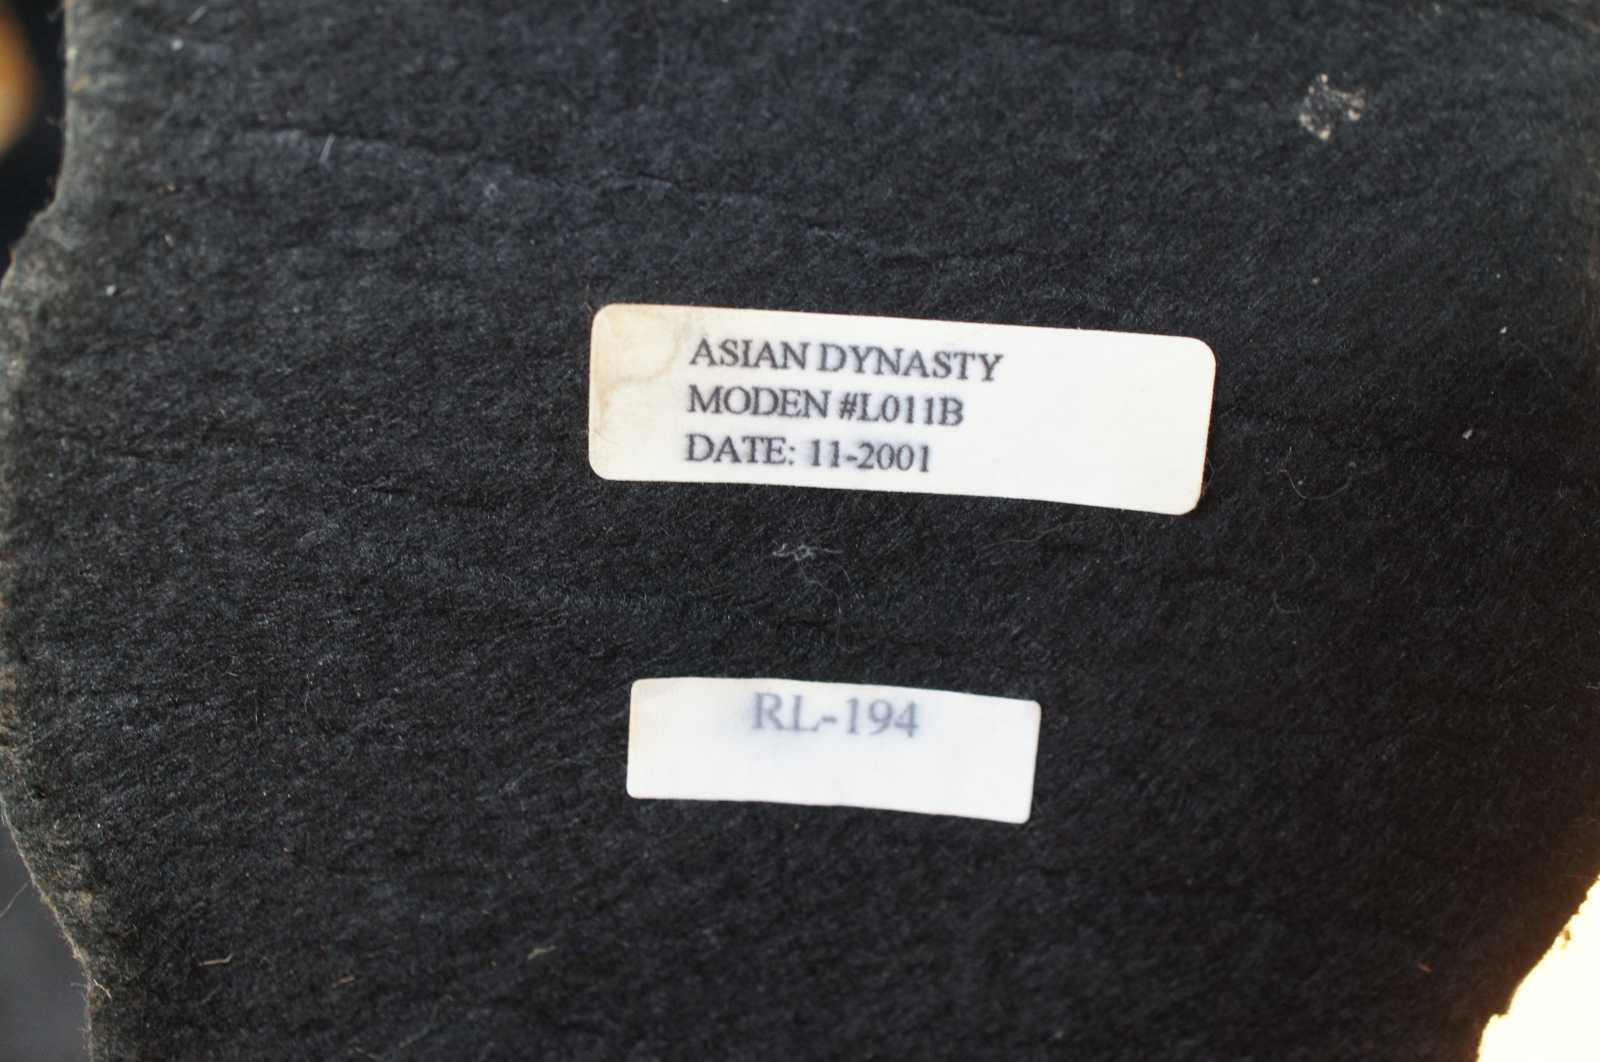 ASIAN DYNASTY
MODEN #L011B
DATE: 11-2001
RL-194